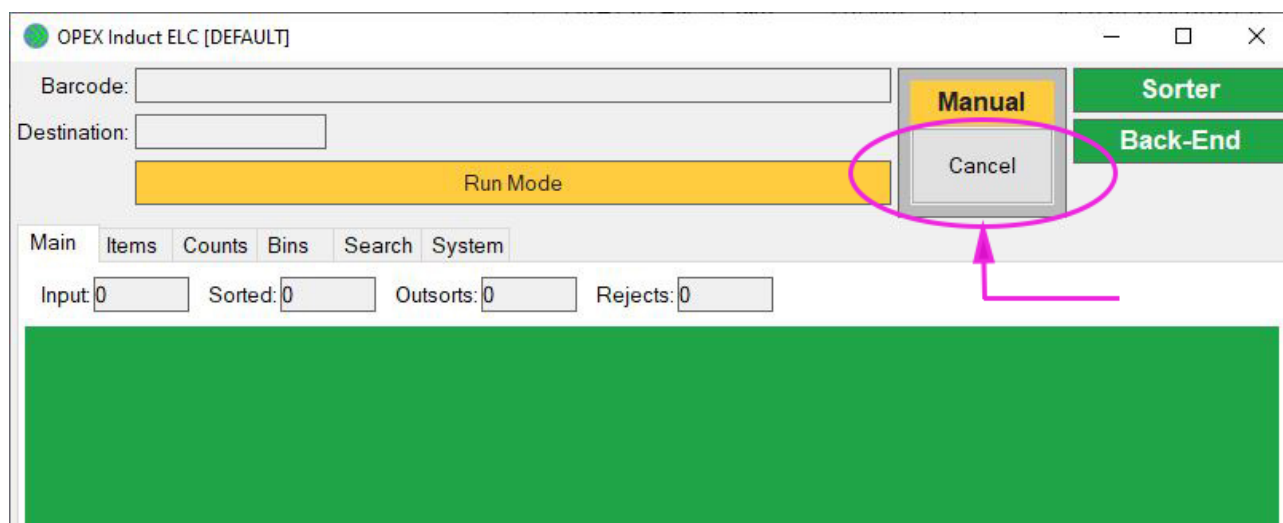 OPEX Induct ELC [DEFAULT]
Barcode:
Manual
Sorter
Destination:
Back-End
Cancel
Run Mode
Main Items Counts Bins Search System
Input: 0 Sorted: 0 Outsorts: 0 Rejects: 0